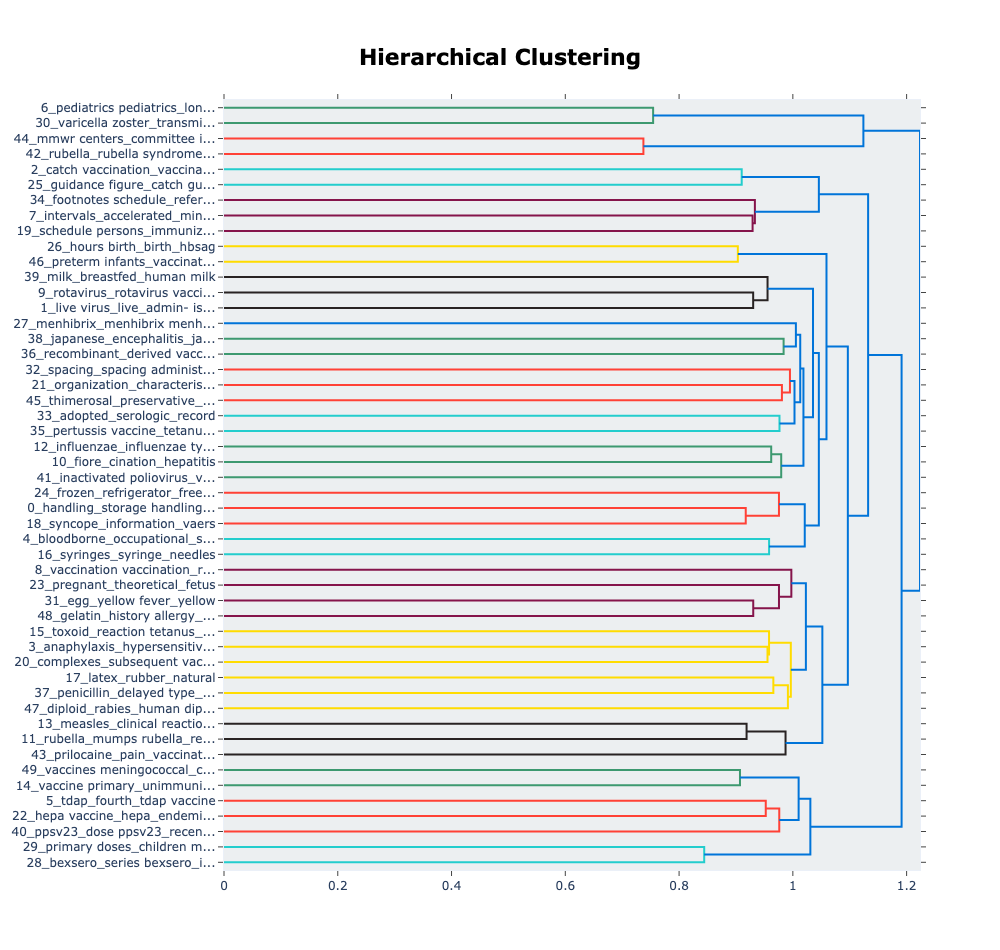 Hierarchical Clustering
6_pediatrics pediatrics_lon...
30_varicella zoster_transmi...
44_mmwr centers_committee i...
42_rubella_rubella syndrome...
2_catch vaccination_vaccina...
25_guidance figure_catch gu...
34_footnotes schedule_refer...
7_intervals_accelerated_min...
19_schedule persons_immuniz...
26_hours birth_birth_hbsag
46_preterm infants_vaccinat...
39_milk_breastfed_human milk
9_rotavirus_rotavirus vacci...
1_live virus_live_admin- is...
27_menhibrix_menhibrix menh...
38_japanese_encephalitis_ja...
36_recombinant_derived vacc...
32_spacing_spacing administ...
21_organization_characteris...
45_thimerosal_preservative_...
33_adopted_serologic_record
35_pertussis vaccine_tetanu...
12_influenzae_influenzae ty...
10_fiore_cination_hepatitis
41_inactivated poliovirus_v...
24_frozen_refrigerator_free...
0_handling_storage handling...
18_syncope_information_vaers
4_bloodborne_occupational_s...
16_syringes_syringe_needles
8_vaccination vaccination_r...
23_pregnant_theoretical_fetus
31_egg_yellow fever_yellow
48_gelatin_history allergy_...
15_toxoid_reaction tetanus_...
3_anaphylaxis_hypersensitiv...
20_complexes_subsequent vac...
17_latex_rubber_natural
37_penicillin_delayed type_...
47_diploid_rabies_human dip...
13_measles_clinical reactio...
11_rubella_mumps rubella_re...
43_prilocaine_pain_vaccinat...
49_vaccines meningococcal_c...
14_vaccine primary_unimmuni...
5_tdap_fourth_tdap vaccine
22_hepa vaccine_hepa_endemi...
40_ppsv23_dose ppsv23_recen...
29_primary doses_children m...
28_bexsero_series bexsero_i...
0 0.2 0.4 0.6 0.8 1 1.2